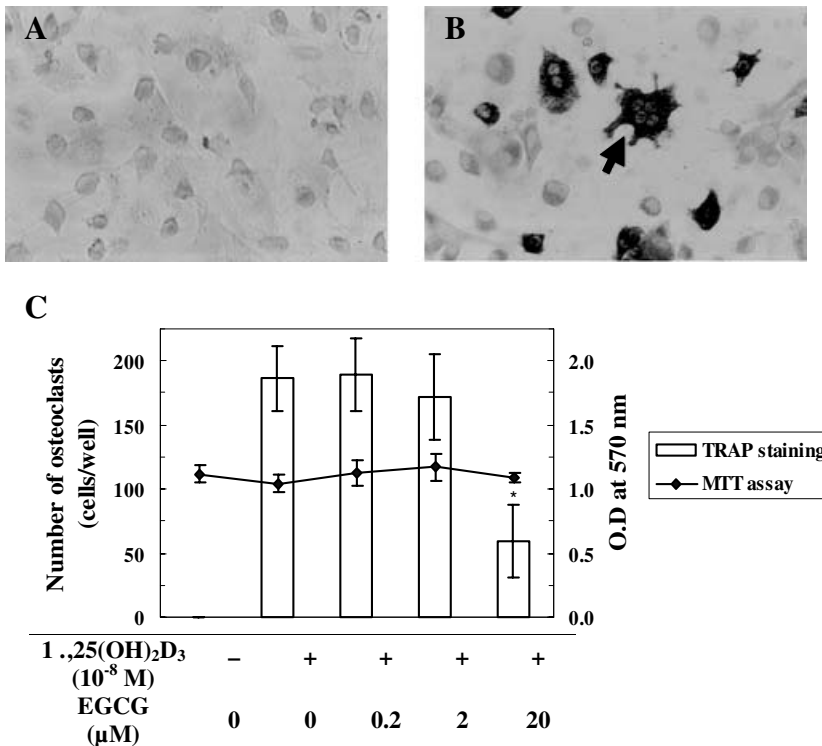 A
B
C
Number of osteoclasts
(cells/well)
200
150
100
50
0
2.0
1.5
1.0
0.5
0.0
O.D at 570 nm
*
TRAP staining
MTT assay
1 .,25(OH)₂D₃
(10⁻⁸ M)
− + + + +
EGCG
(µM)
0 0 0.2 2 20